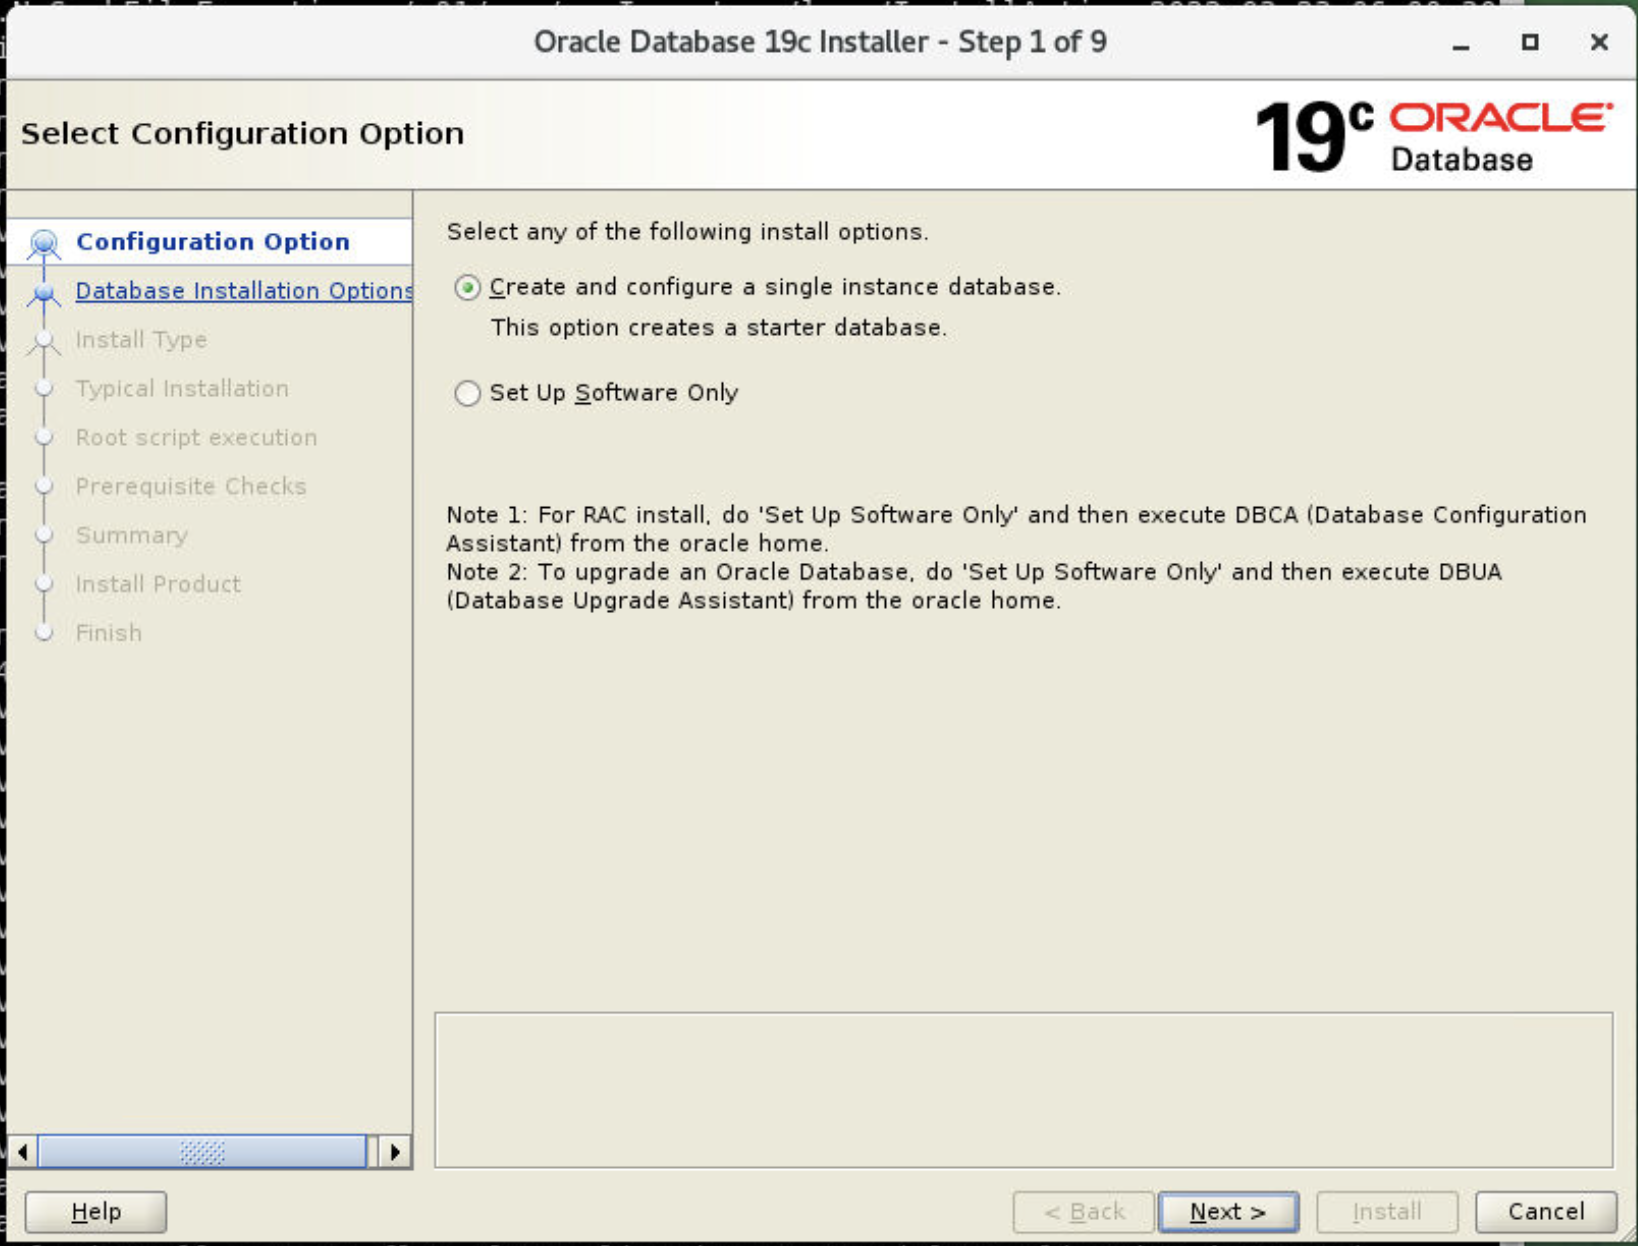 Oracle Database 19c Installer - Step 1 of 9
Select Configuration Option
19c ORACLE
Database
Configuration Option
Database Installation Options
Install Type
Typical Installation
Root script execution
Prerequisite Checks
Summary
Install Product
Finish
Select any of the following install options.
Create and configure a single instance database.
This option creates a starter database.
Set Up Software Only
Note 1: For RAC install, do 'Set Up Software Only' and then execute DBCA (Database Configuration
Assistant) from the oracle home.
Note 2: To upgrade an Oracle Database, do 'Set Up Software Only' and then execute DBUA
(Database Upgrade Assistant) from the oracle home.
Help
< Back
Next >
Install
Cancel